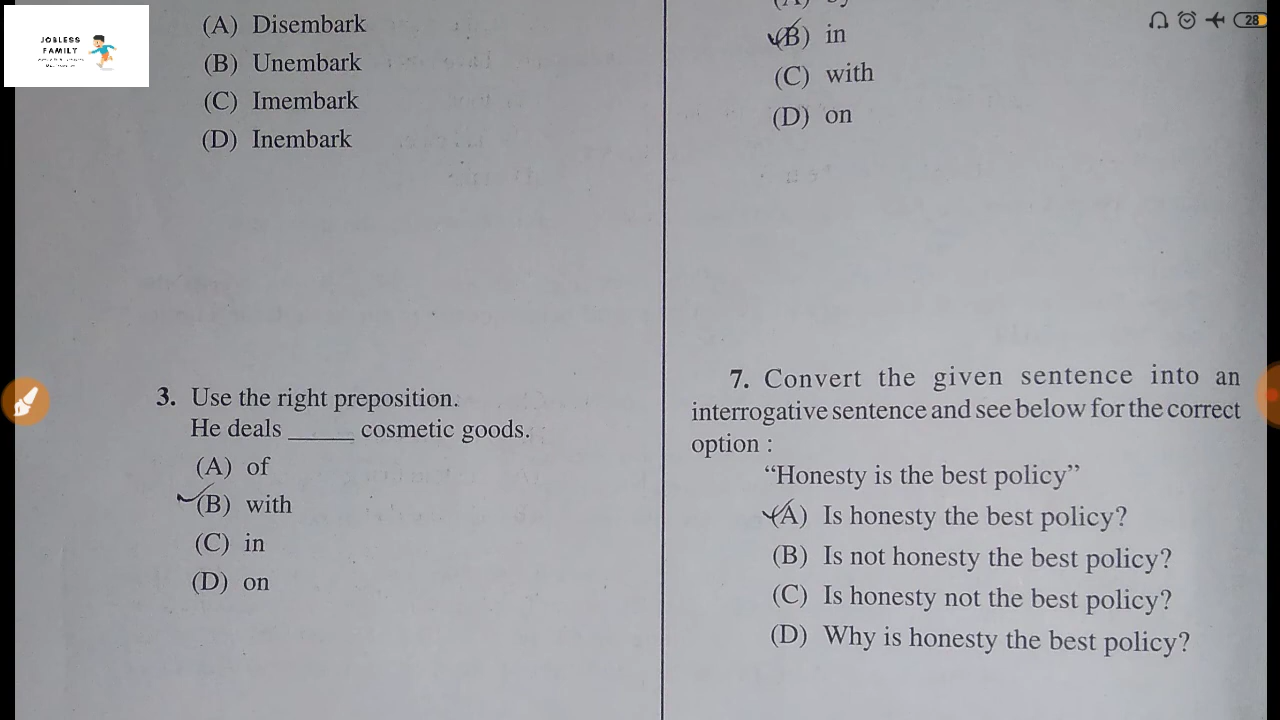 JOBLESS
FAMILY
(A) Disembark
(B) Unembark
(C) Imembark
(D) Inembark
3. Use the right preposition.
He deals _____ cosmetic goods.
(A) of
(B) with
(C) in
(D) on
(B) in
(C) with
(D) on
28
7. Convert the given sentence into an
interrogative sentence and see below for the correct
option :
“Honesty is the best policy”
(A) Is honesty the best policy?
(B) Is not honesty the best policy?
(C) Is honesty not the best policy?
(D) Why is honesty the best policy?